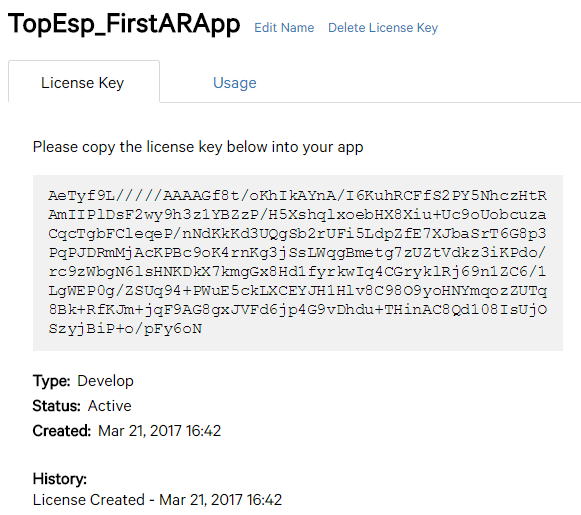 TopEsp_FirstARApp Edit Name Delete License Key
License Key Usage
Please copy the license key below into your app
AeTyf9L/////AAAAGf8t/oKhIkAYnA/I6KuhRCFfS2PY5NhczHtR
AmIIPlDsF2wy9h3z1YBZzP/H5XshqlxoebHX8Xiu+Uc9oUobcuza
CqcTgbFCleqeP/nNdKkKd3UQgSb2rUFi5LdpZfE7XJbaSrT6G8p3
PqPJDRmMjAcKPBc9oK4rnKg3jSsLWqgBmetg7zUZtVdkz3iKPdo/
rc9zWbgN6lsHNKDkX7kmgGx8Hd1fyrkwIq4CGryklRj69n1ZC6/1
LgWEP0g/ZSUq94+PWuE5ckLXCEYJH1Hlv8C98O9yoHNYmqozZUTq
8Bk+RfKJm+jqF9AG8gxJVFd6jp4G9vDhdu+THinAC8Qd108IsUjO
SzyjBiP+o/pFy6oN
Type: Develop
Status: Active
Created: Mar 21, 2017 16:42
History:
License Created - Mar 21, 2017 16:42